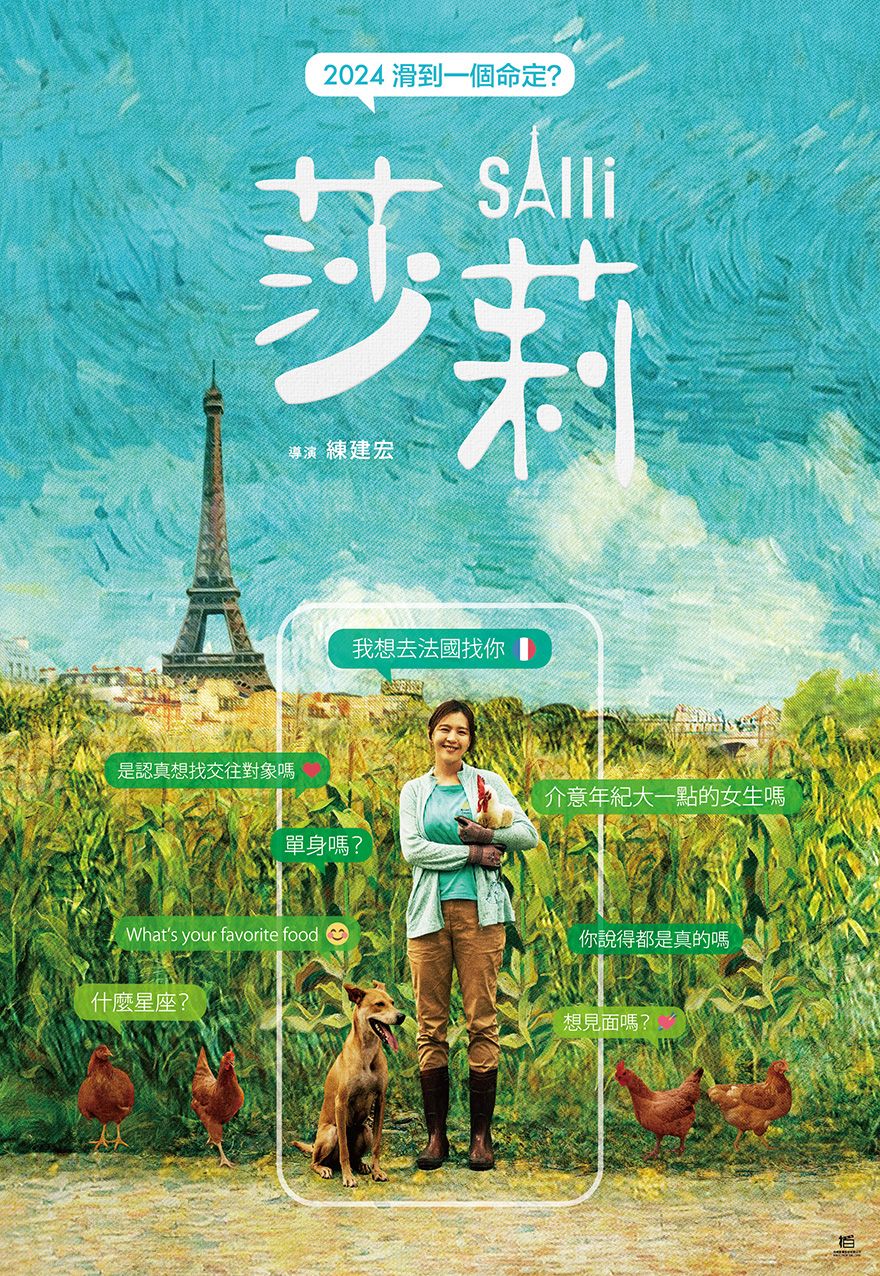 2024 滑到一個命定?
SAlli
莎莉
導演 練建宏
我想去法國找你
是認真想找交往對象嗎
介意年紀大一點的女生嗎
單身嗎?
What's your favorite food
你說得都是真的嗎
什麼星座?
想見面嗎?